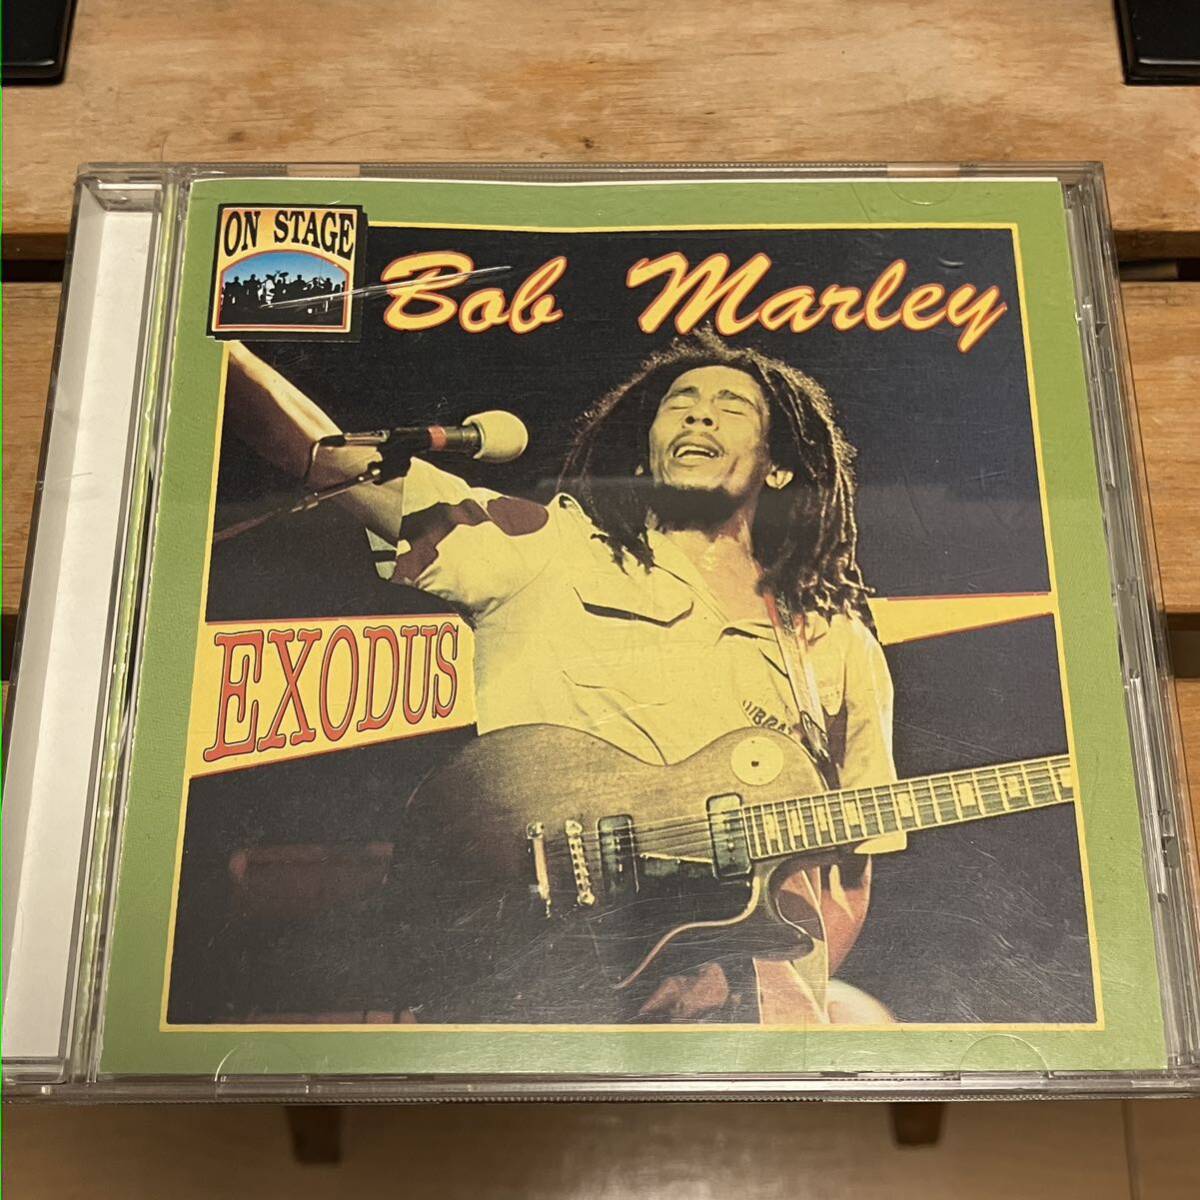 ON STAGE
Bob Marley
EXODUS